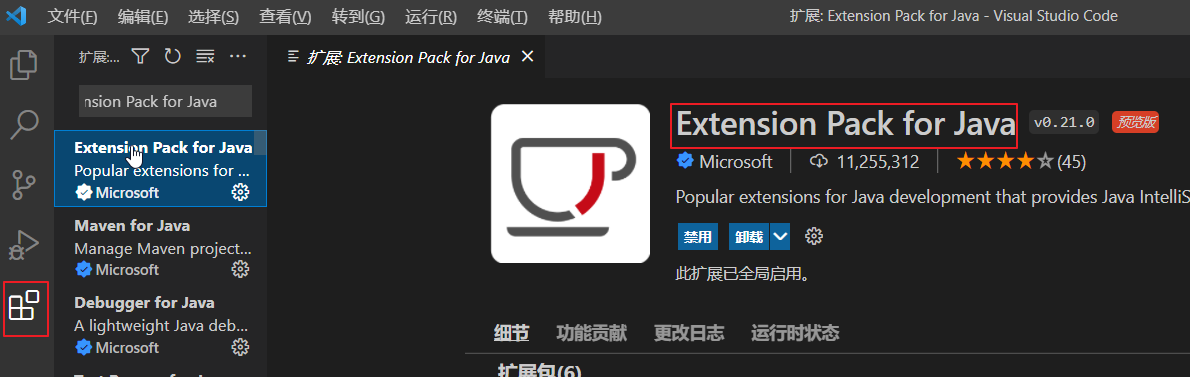 文件(F) 编辑(E) 选择(S) 查看(V) 转到(G) 运行(R) 终端(T) 帮助(H) 扩展: Extension Pack for Java - Visual Studio Code
扩展:...
扩展: Extension Pack for Java
nsion Pack for Java
Extension Pack for Java
Popular extensions for ...
Microsoft
Maven for Java
Manage Maven project...
Microsoft
Debugger for Java
A lightweight Java deb...
Microsoft
Extension Pack for Java v0.21.0 预览版
Microsoft 11,255,312 (45)
Popular extensions for Java development that provides Java IntelliS
禁用 卸载
此扩展已全局启用。
细节 功能贡献 更改日志 运行时状态
扩展包(6)